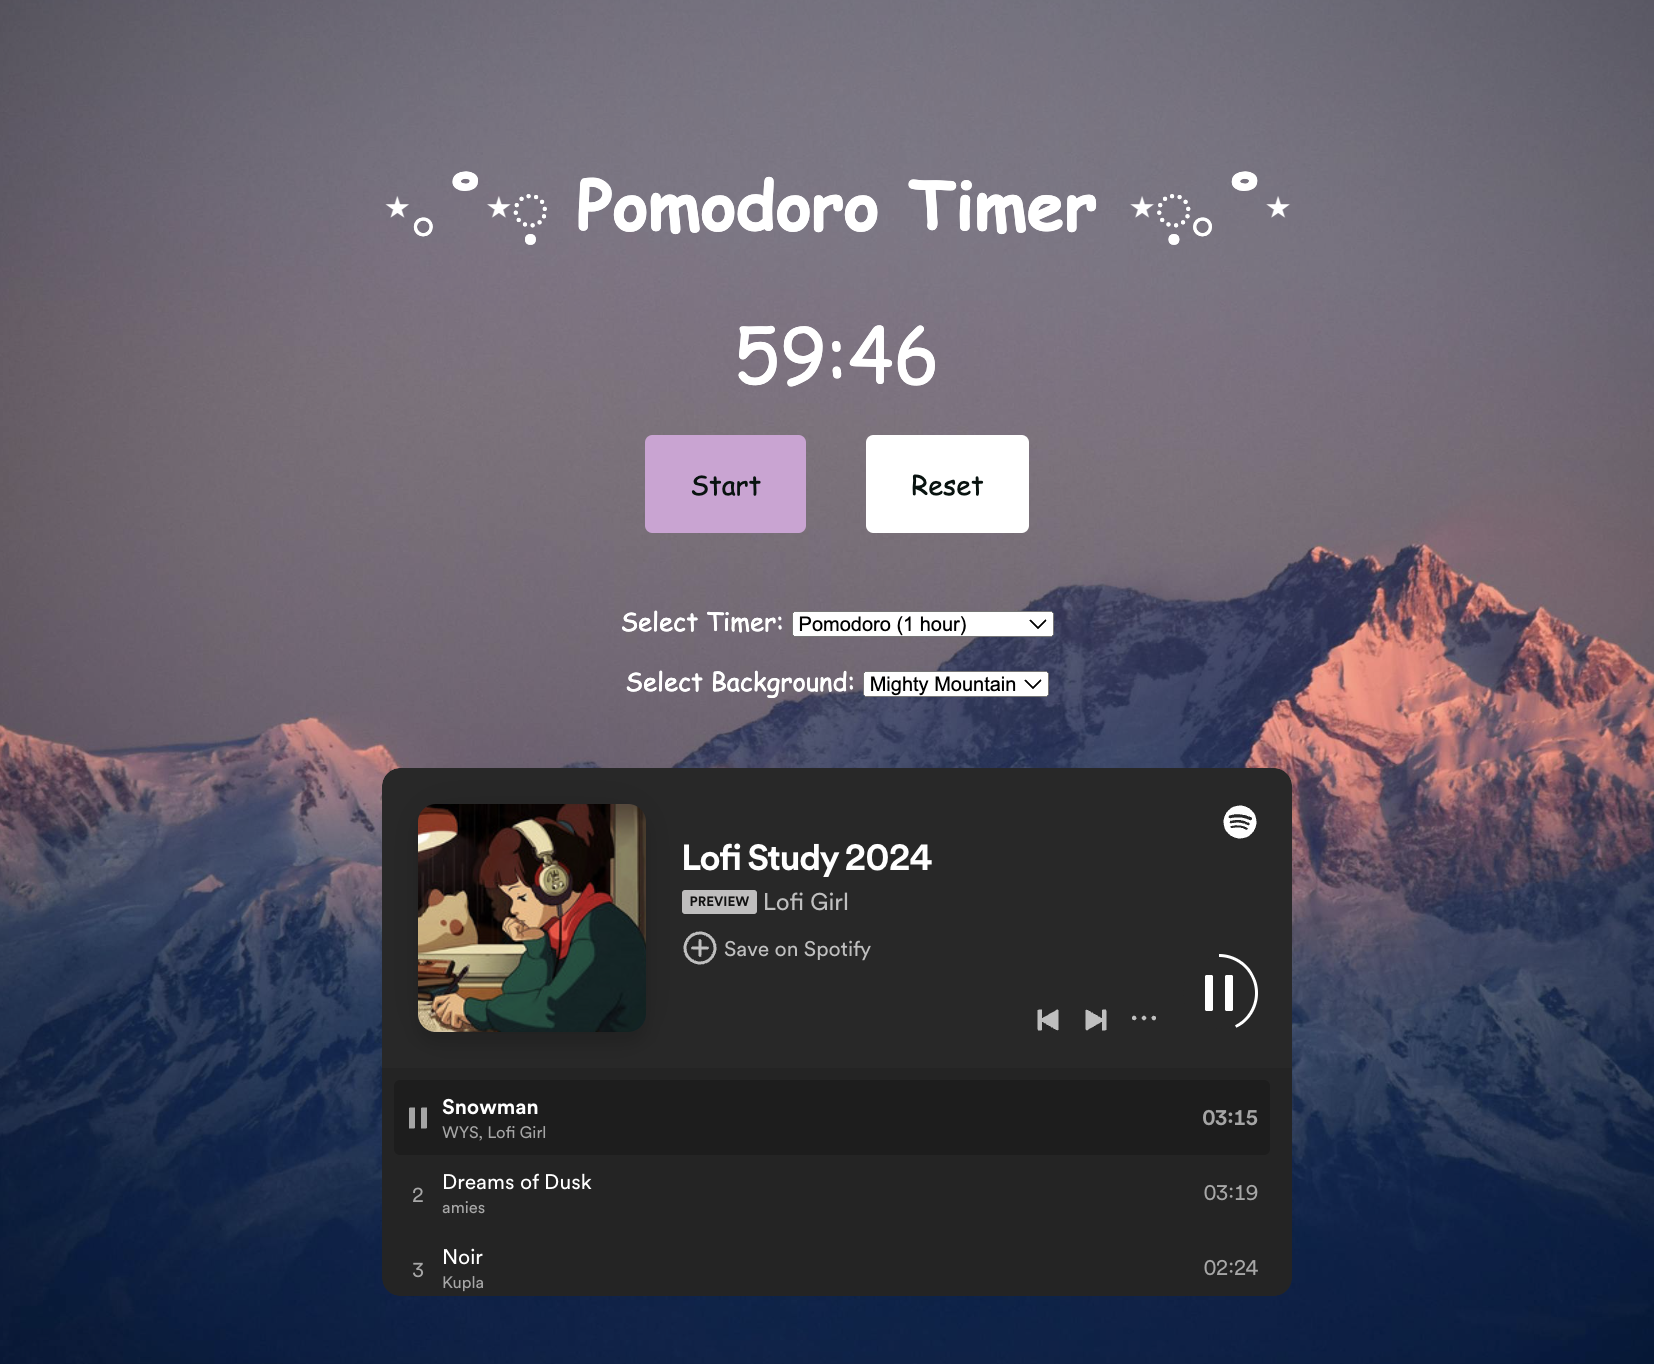 ⋆｡ ˚⋆़ Pomodoro Timer ⋆़｡ ˚⋆
59:46
Start Reset
Select Timer: Pomodoro (1 hour)
Select Background: Mighty Mountain
Lofi Study 2024
PREVIEW Lofi Girl
Save on Spotify
Snowman
WYS, Lofi Girl
03:15
2 Dreams of Dusk
amies
03:19
3 Noir
Kupla
02:24